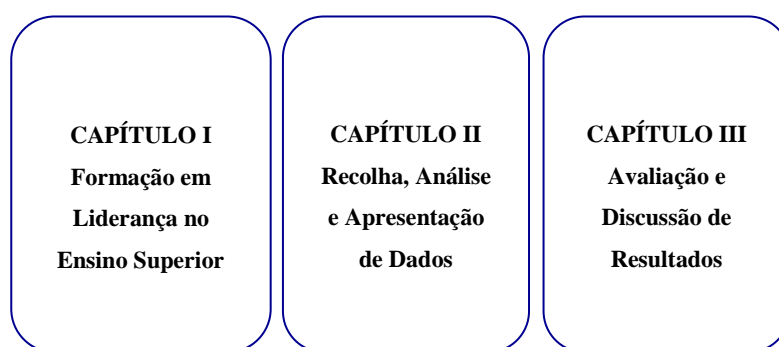 CAPÍTULO I
Formação em
Liderança no
Ensino Superior
CAPÍTULO II
Recolha, Análise
e Apresentação
de Dados
CAPÍTULO III
Avaliação e
Discussão de
Resultados